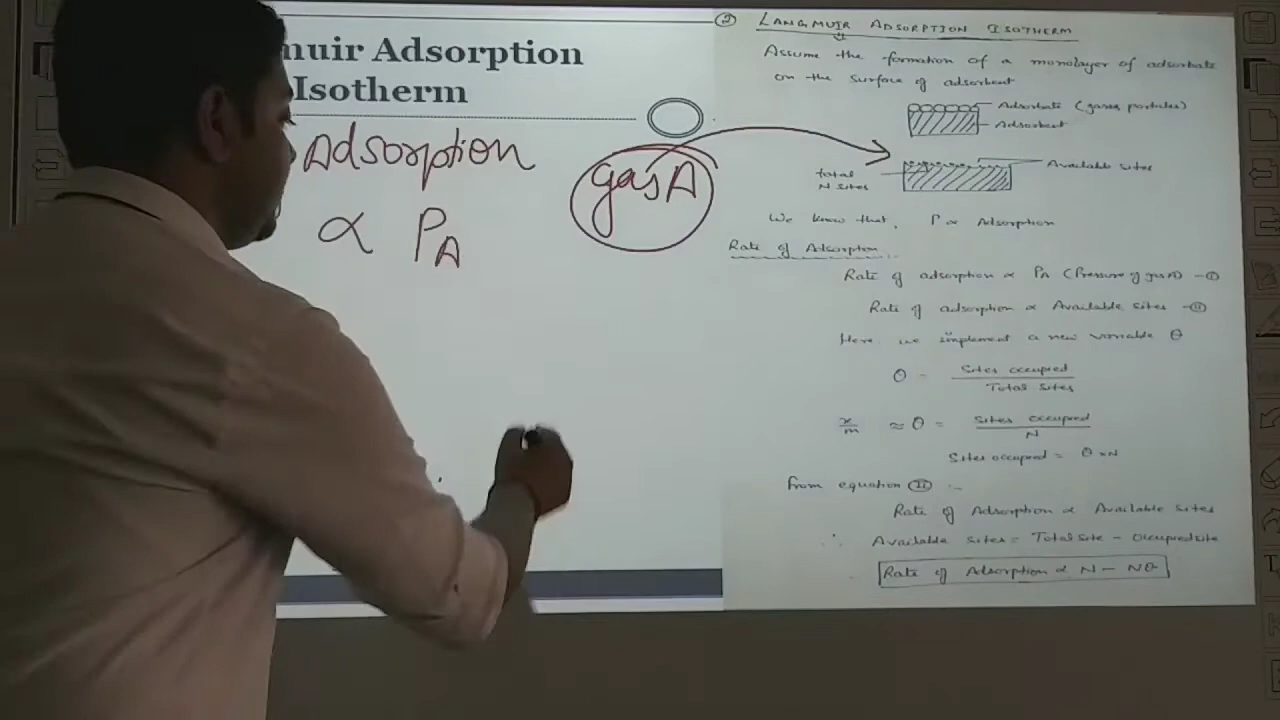 muir Adsorption
Isotherm
Adsorption
∝ PA
gas A
② LANGMUIR ADSORPTION ISOTHERM
Assume the formation of a monolayer of adsorbate
on the surface of adsorbent
Adsorbate (gases particles)
Adsorbent
Available sites
total
N sites
We know that, P ∝ Adsorption
Rate of Adsorption
Rate of adsorption ∝ PA (Pressure of gas A) - ①
Rate of adsorption ∝ Available sites - ⑪
Here, we implement a new variable θ
θ = Sites occupied
Total sites
x/m ≈ θ = Sites occupied
N
Sites occupied = θ × N
from equation ⑪ :-
Rate of Adsorption ∝ Available sites
∴ Available sites = Total site - Occupied site
Rate of Adsorption ∝ N - Nθ